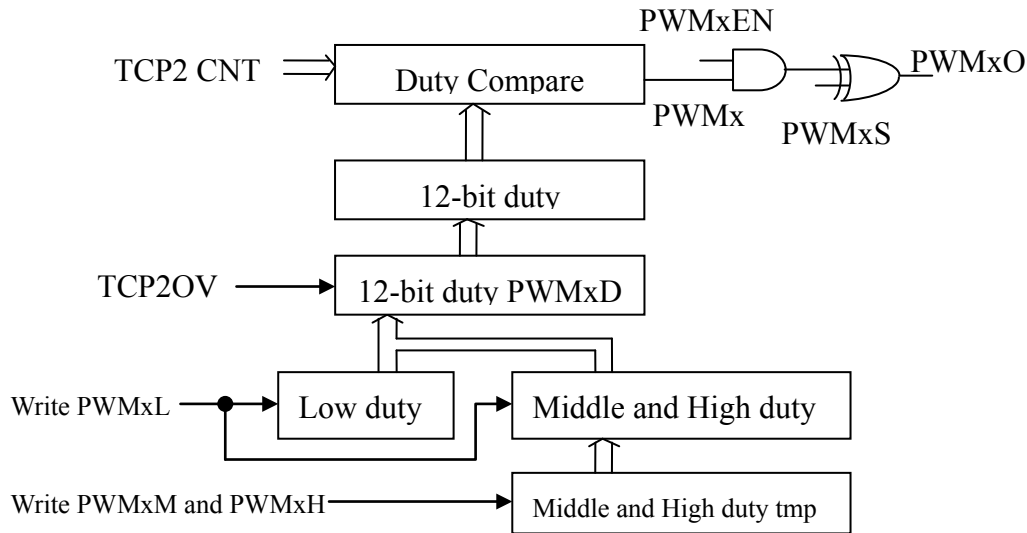 PWMxEN
TCP2 CNT
Duty Compare
PWMxO
PWMx
PWMxS
12-bit duty
TCP2OV
12-bit duty PWMxD
Write PWMxL
Low duty
Middle and High duty
Write PWMxM and PWMxH
Middle and High duty tmp